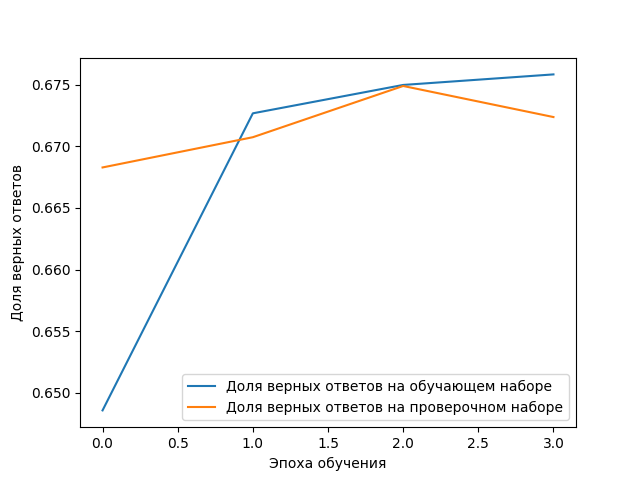 0.675
0.670
0.665
0.660
0.655
0.650
Доля верных ответов
Доля верных ответов на обучающем наборе
Доля верных ответов на проверочном наборе
0.0 0.5 1.0 1.5 2.0 2.5 3.0
Эпоха обучения